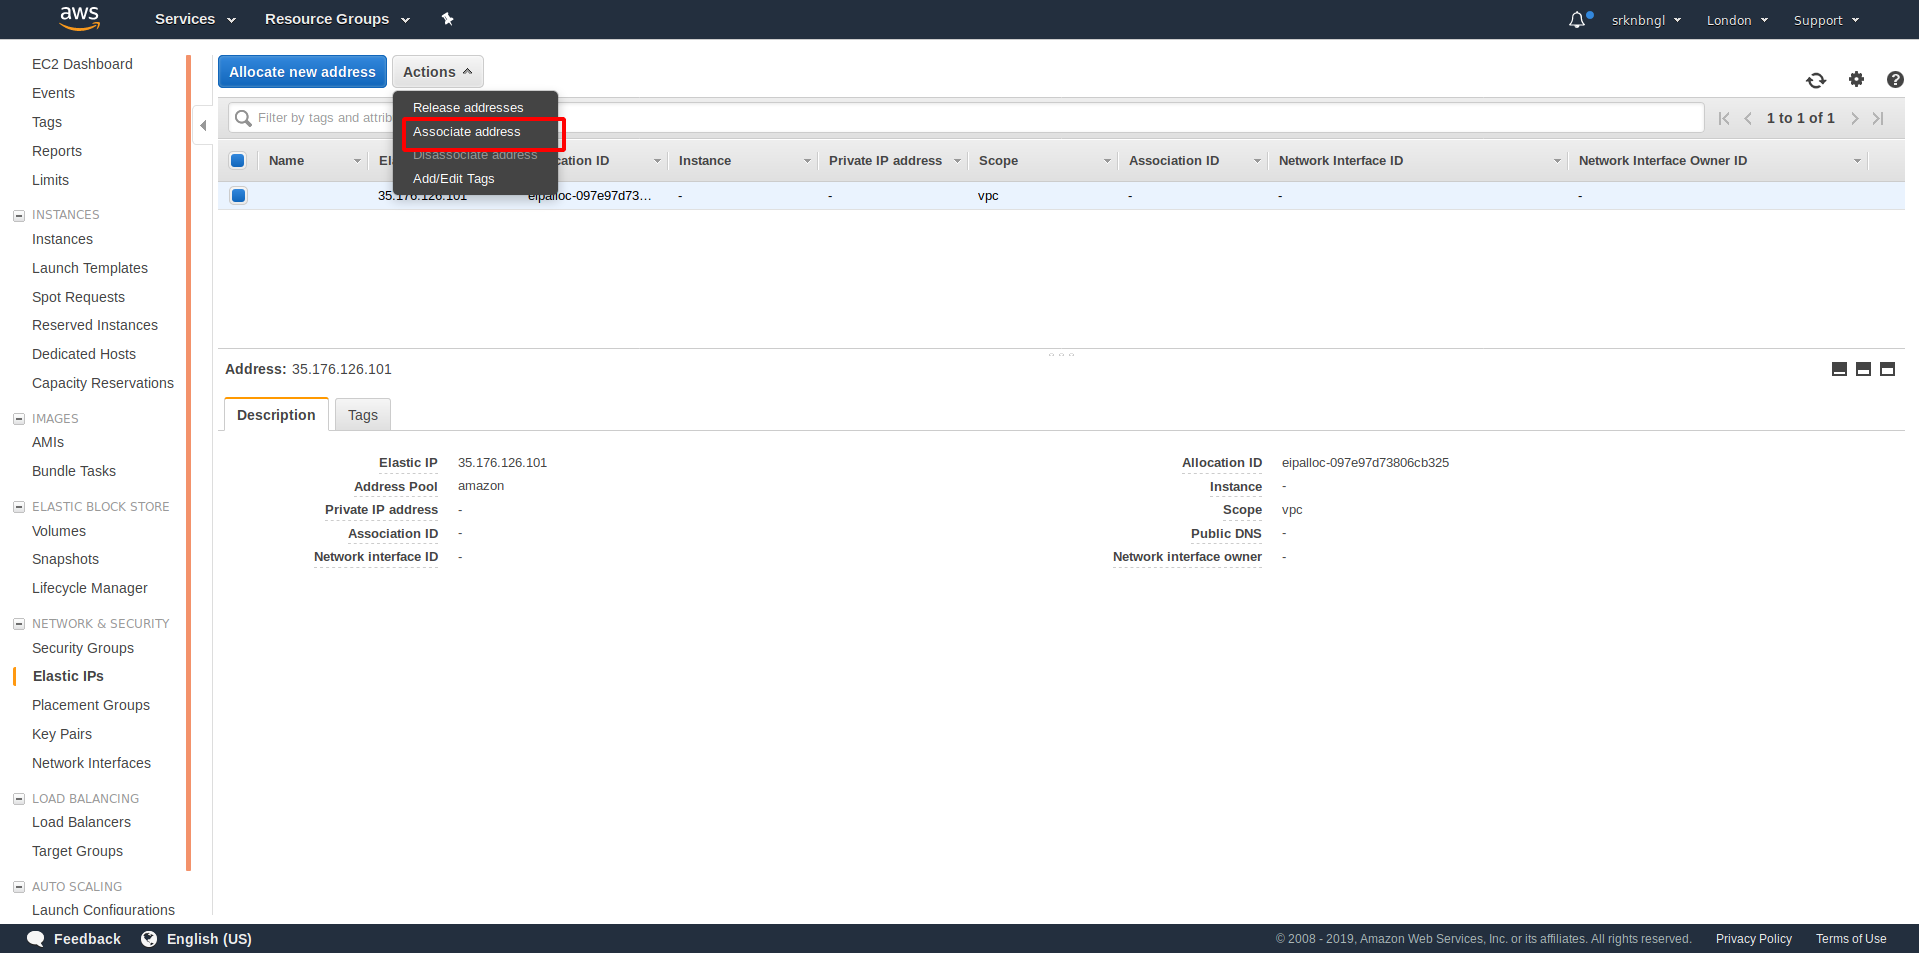 aws Services Resource Groups srknbngl London Support
EC2 Dashboard
Events
Tags
Reports
Limits
INSTANCES
Instances
Launch Templates
Spot Requests
Reserved Instances
Dedicated Hosts
Capacity Reservations
IMAGES
AMIs
Bundle Tasks
ELASTIC BLOCK STORE
Volumes
Snapshots
Lifecycle Manager
NETWORK & SECURITY
Security Groups
Elastic IPs
Placement Groups
Key Pairs
Network Interfaces
LOAD BALANCING
Load Balancers
Target Groups
AUTO SCALING
Launch Configurations
Allocate new address Actions
Release addresses
Associate address
Disassociate address
Add/Edit Tags
Filter by tags and attrib
1 to 1 of 1
Name El cation ID Instance Private IP address Scope Association ID Network Interface ID Network Interface Owner ID
35.176.126.101 eipalloc-097e97d73... - - vpc - - -
Address: 35.176.126.101
Description Tags
Elastic IP 35.176.126.101
Address Pool amazon
Private IP address -
Association ID -
Network interface ID -
Allocation ID eipalloc-097e97d73806cb325
Instance -
Scope vpc
Public DNS -
Network interface owner -
Feedback English (US) © 2008 - 2019, Amazon Web Services, Inc. or its affiliates. All rights reserved. Privacy Policy Terms of Use